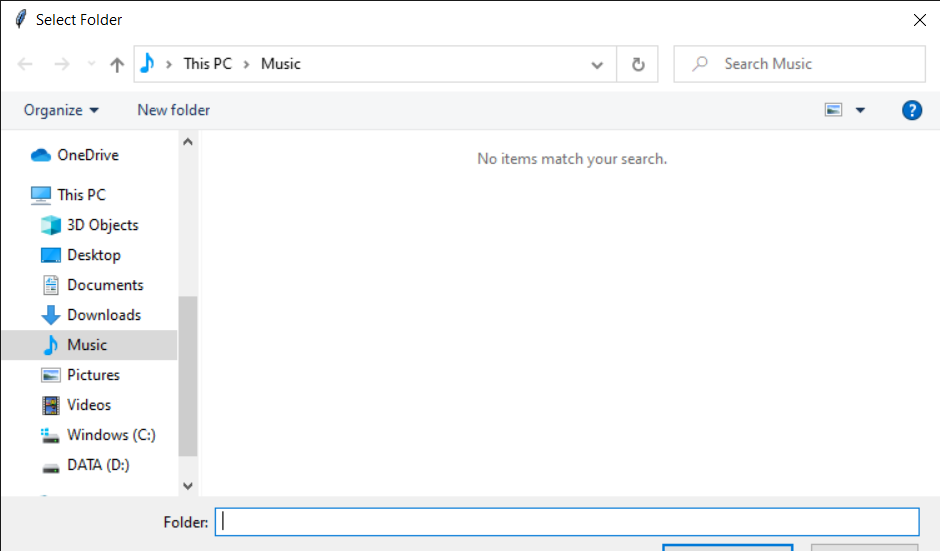 Select Folder
This PC > Music
Search Music
Organize
New folder
?
No items match your search.
OneDrive
This PC
3D Objects
Desktop
Documents
Downloads
Music
Pictures
Videos
Windows (C:)
DATA (D:)
Folder: